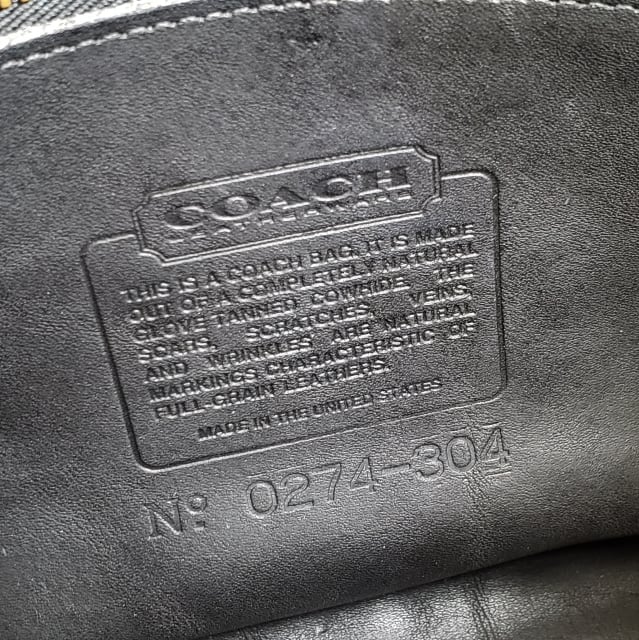 COACH
LEATHERWARE
THIS IS A COACH BAG. IT IS MADE
OUT OF A COMPLETELY NATURAL
GLOVE TANNED COWHIDE. THE
SCARS, SCRATCHES, VEINS,
AND WRINKLES ARE NATURAL
MARKINGS CHARACTERISTIC OF
FULL-GRAIN LEATHERS.
MADE IN THE UNITED STATES
Nº 0274-304